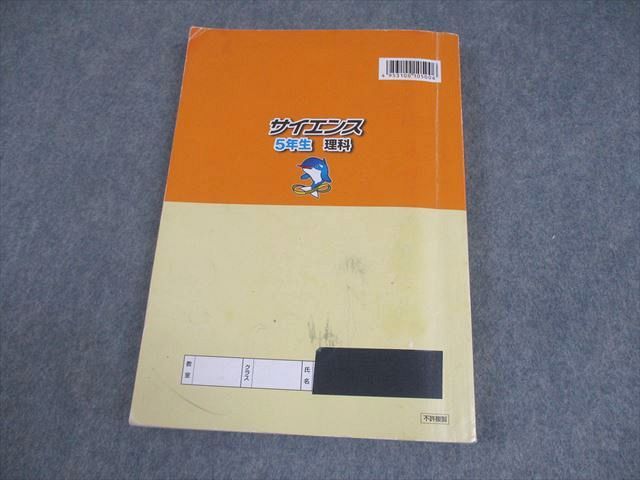 4953100105004
サイエンス
5年生 理科
教室
クラス
氏名
不許複製